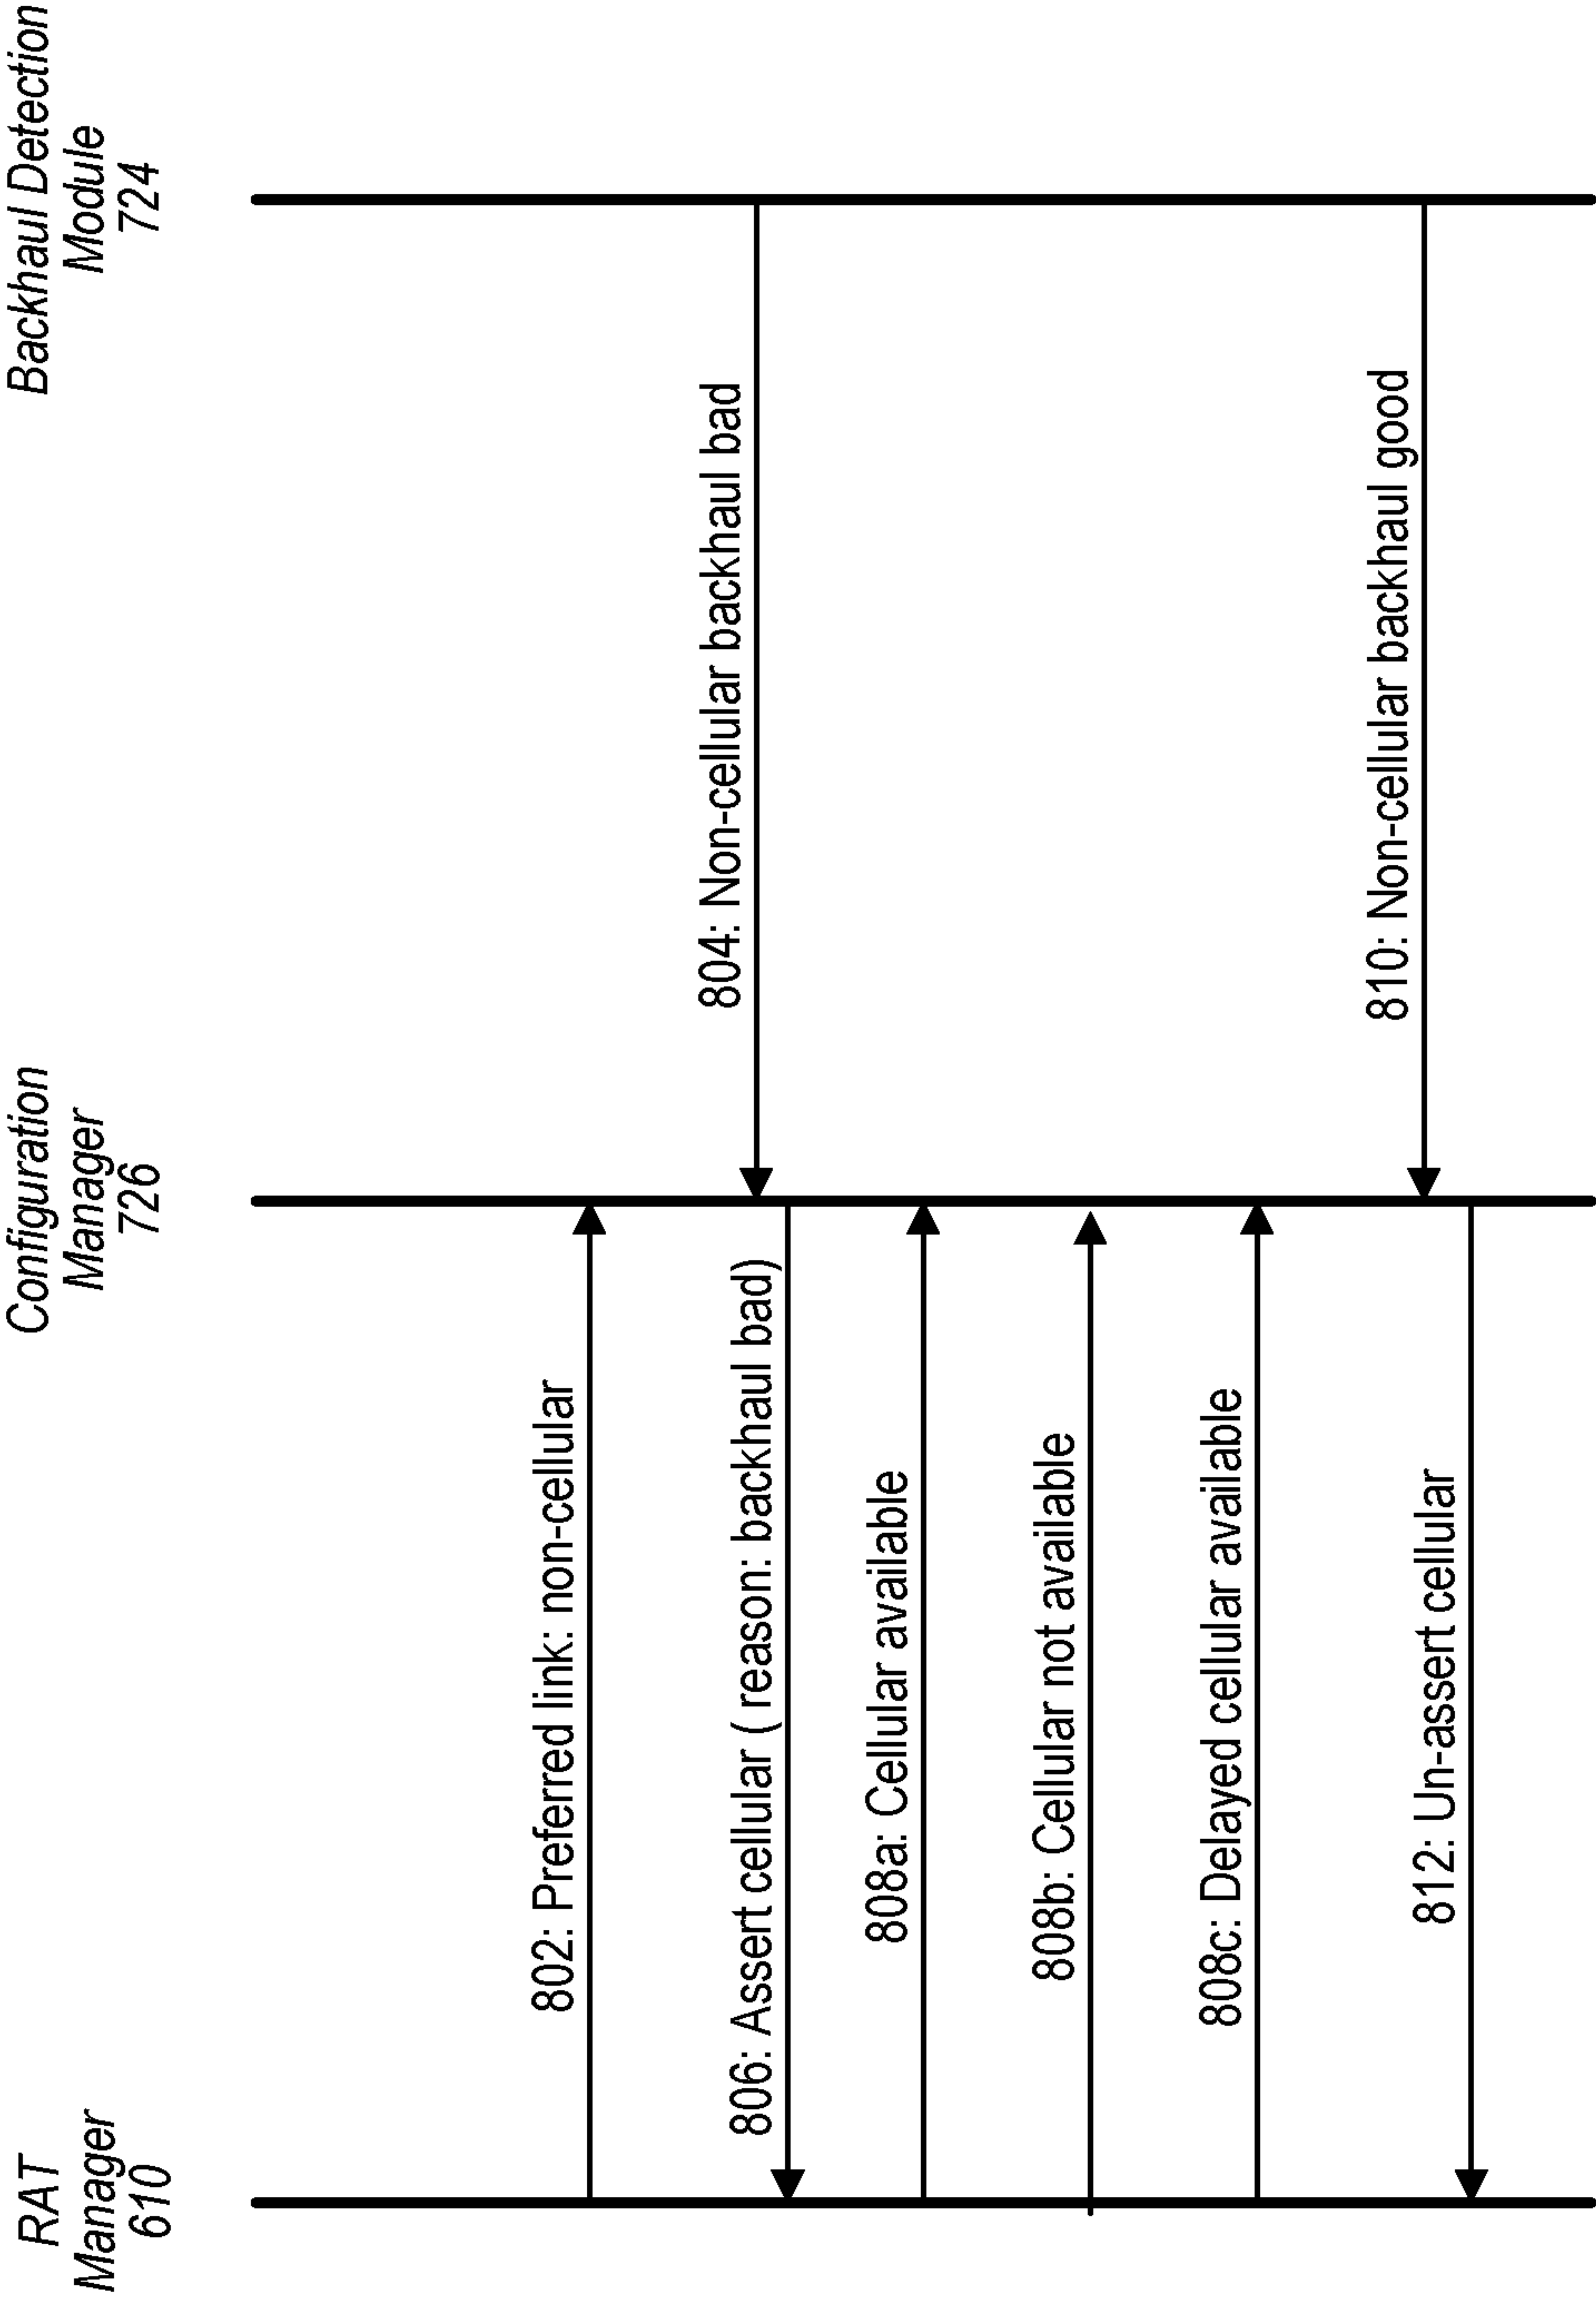 RAT
Manager
610
Configuration
Manager
726
Backhaul Detection
Module
724
802: Preferred link: non-cellular
804: Non-cellular backhaul bad
806: Assert cellular ( reason: backhaul bad)
808a: Cellular available
808b: Cellular not available
808c: Delayed cellular available
810: Non-cellular backhaul good
812: Un-assert cellular